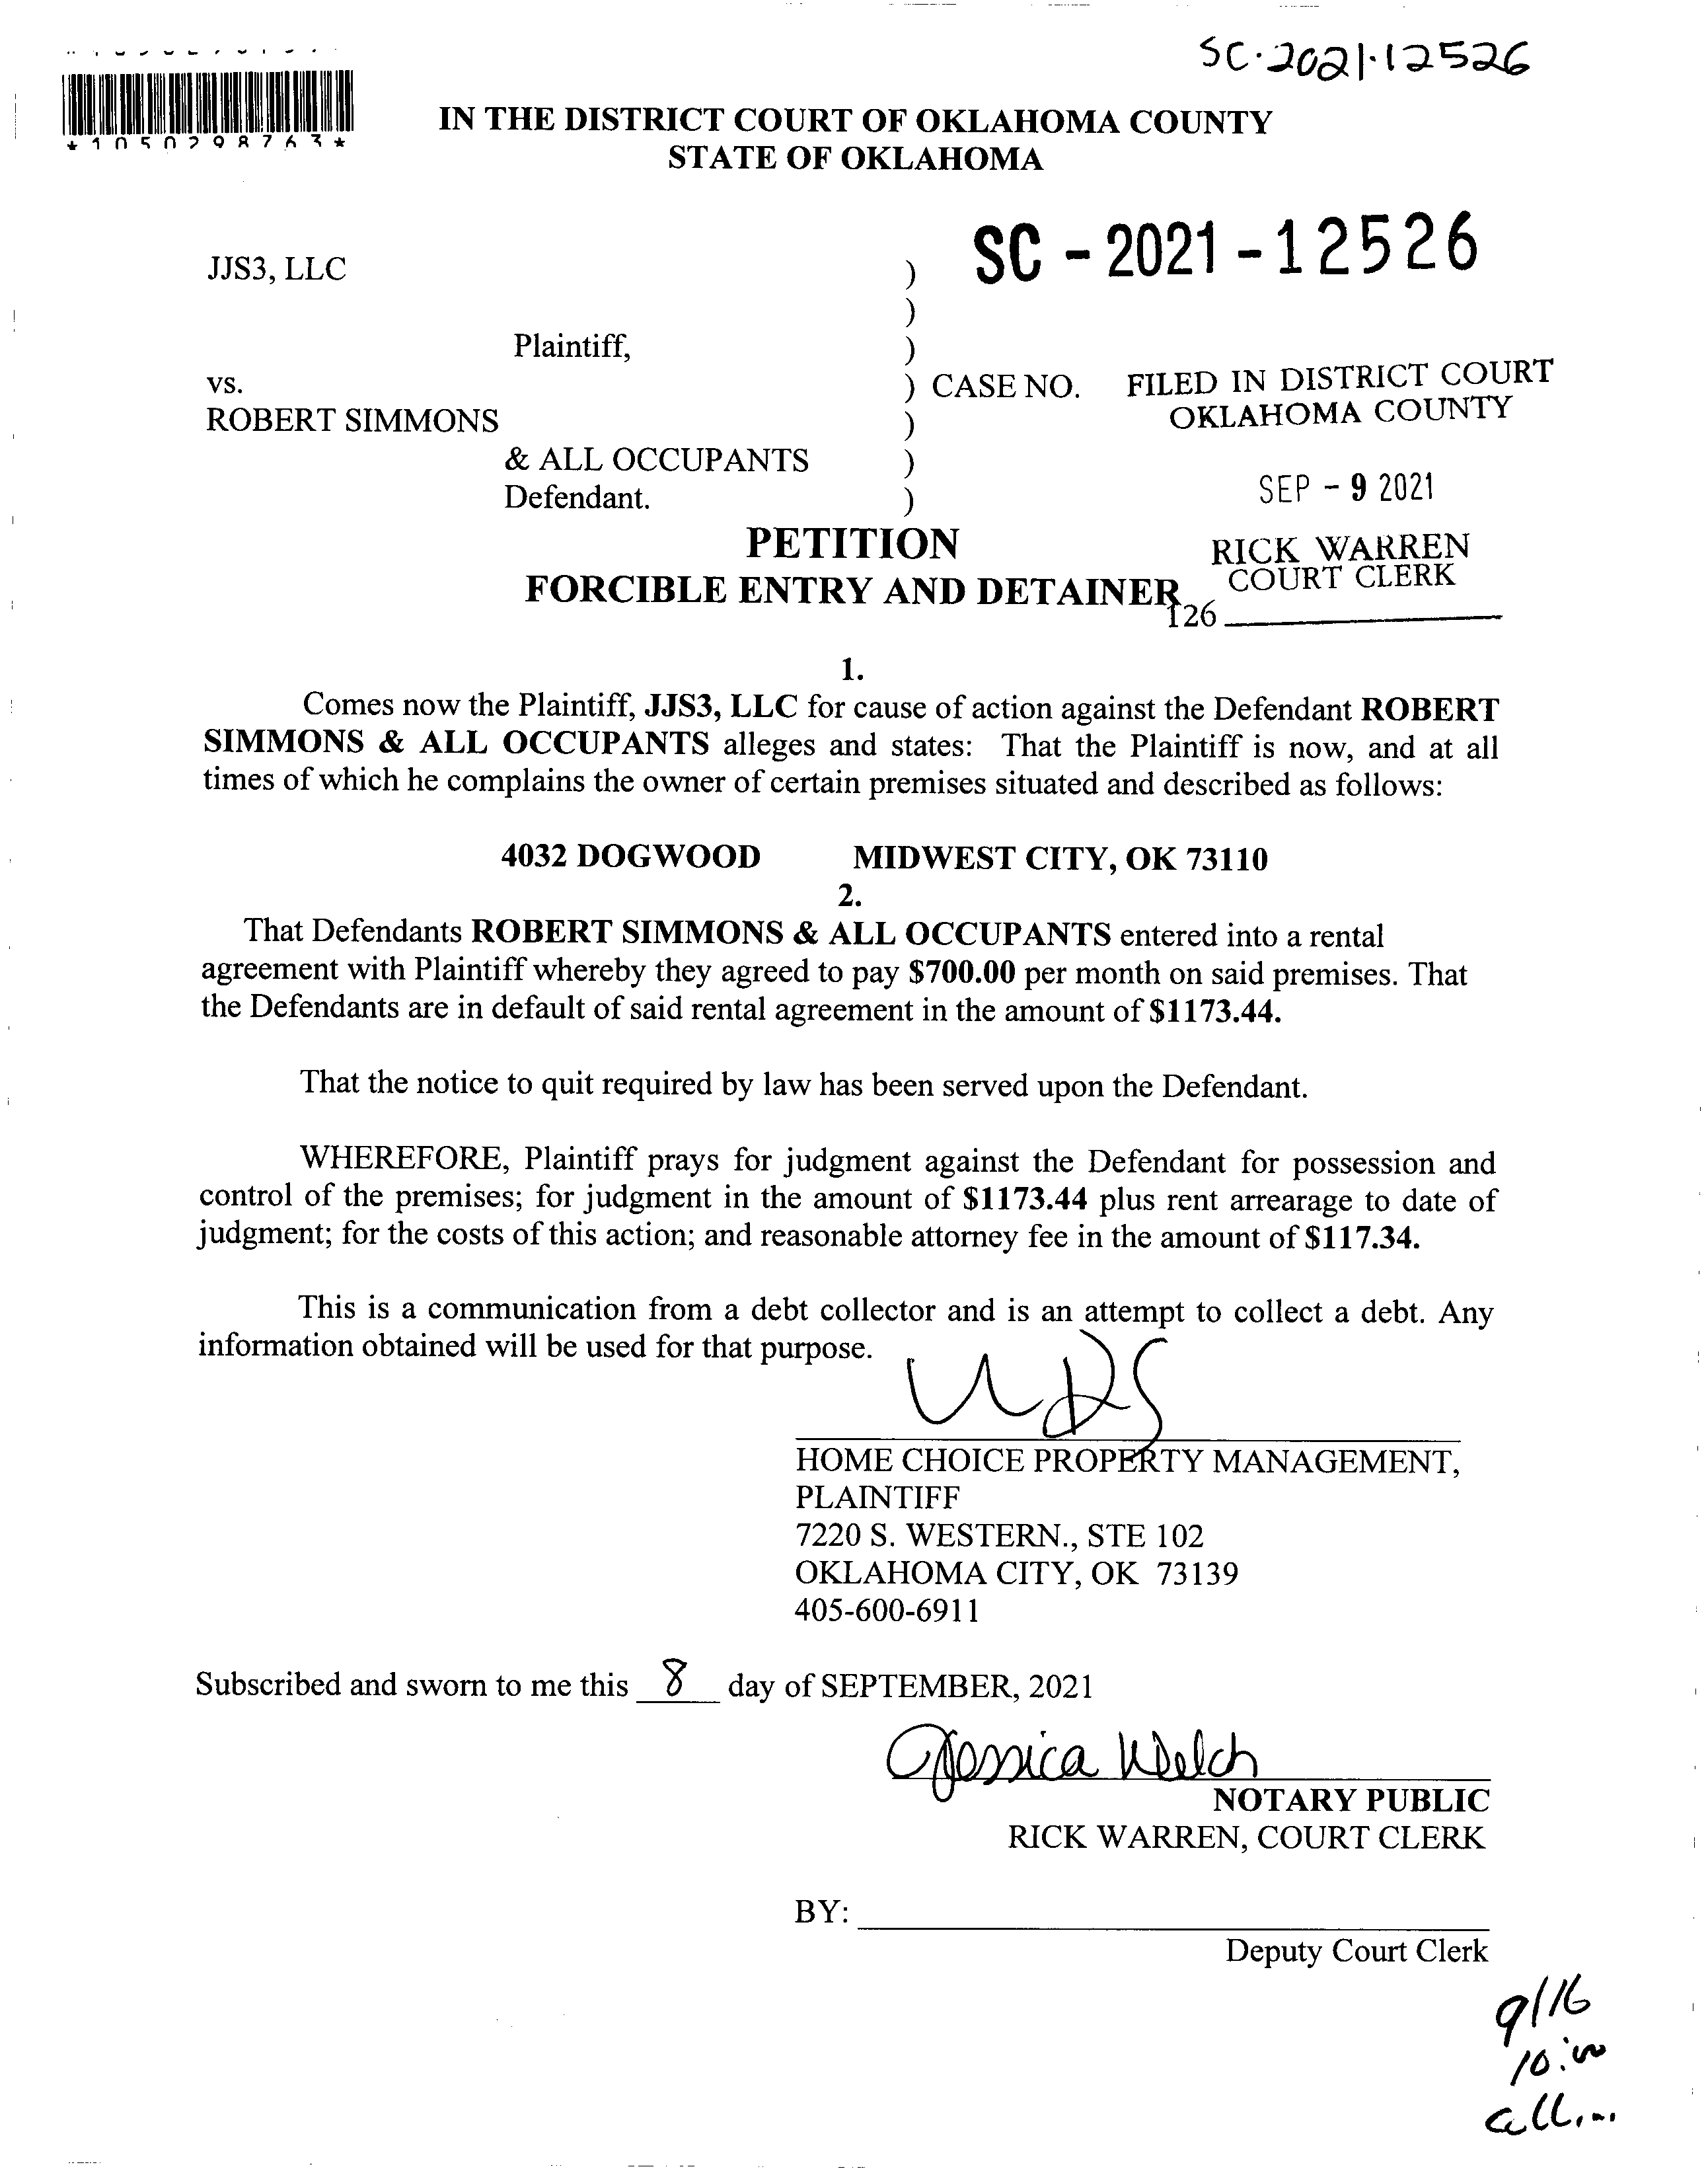 SC-2021-12526
*1050298763*
IN THE DISTRICT COURT OF OKLAHOMA COUNTY
STATE OF OKLAHOMA
SC - 2021 - 12526
JJS3, LLC )
)
Plaintiff, )
vs. ) CASE NO. FILED IN DISTRICT COURT
OKLAHOMA COUNTY
ROBERT SIMMONS )
& ALL OCCUPANTS )
Defendant. ) SEP - 9 2021
PETITION
RICK WARREN
COURT CLERK
FORCIBLE ENTRY AND DETAINER
126
1.
Comes now the Plaintiff, JJS3, LLC for cause of action against the Defendant ROBERT
SIMMONS & ALL OCCUPANTS alleges and states: That the Plaintiff is now, and at all
times of which he complains the owner of certain premises situated and described as follows:
4032 DOGWOOD MIDWEST CITY, OK 73110
2.
That Defendants ROBERT SIMMONS & ALL OCCUPANTS entered into a rental
agreement with Plaintiff whereby they agreed to pay $700.00 per month on said premises. That
the Defendants are in default of said rental agreement in the amount of $1173.44.
That the notice to quit required by law has been served upon the Defendant.
WHEREFORE, Plaintiff prays for judgment against the Defendant for possession and
control of the premises; for judgment in the amount of $1173.44 plus rent arrearage to date of
judgment; for the costs of this action; and reasonable attorney fee in the amount of $117.34.
This is a communication from a debt collector and is an attempt to collect a debt. Any
information obtained will be used for that purpose.
HOME CHOICE PROPERTY MANAGEMENT,
PLAINTIFF
7220 S. WESTERN., STE 102
OKLAHOMA CITY, OK 73139
405-600-6911
Subscribed and sworn to me this 8 day of SEPTEMBER, 2021
Jessica Welch
NOTARY PUBLIC
RICK WARREN, COURT CLERK
BY:
Deputy Court Clerk
9/16
10:00